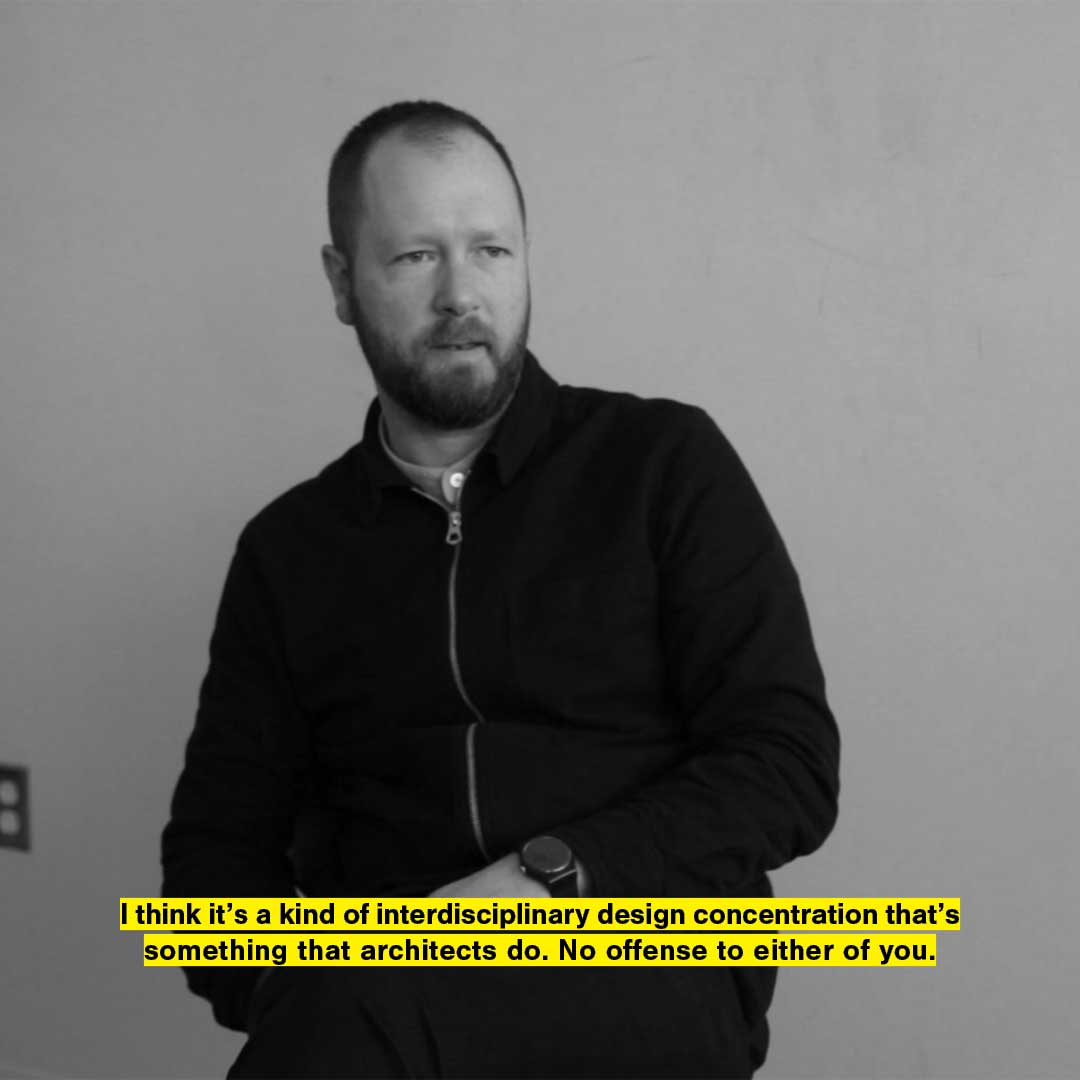 I think it’s a kind of interdisciplinary design concentration that’s
something that architects do. No offense to either of you.